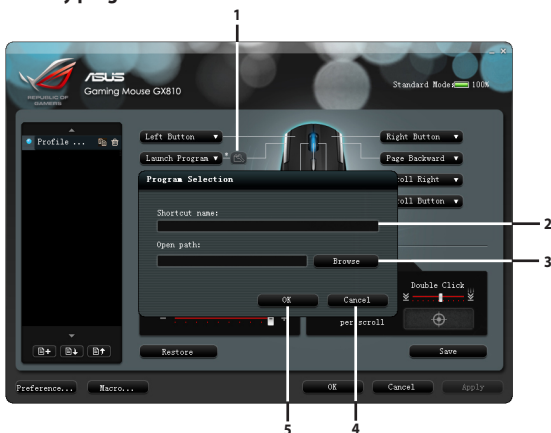 1
REPUBLIC OF
GAMERS
ASUS
Gaming Mouse GX810
Standard Mode
100%
Profile ...
Left Button
Right Button
Launch Program
Page Backward
Program Selection
roll Right
Shortcut name:
roll Button
2
Open path:
Browse
3
Double Click
OK
Cancel
per scroll
Restore
Save
Preference...
Macro...
OK
Cancel
Apply
5
4